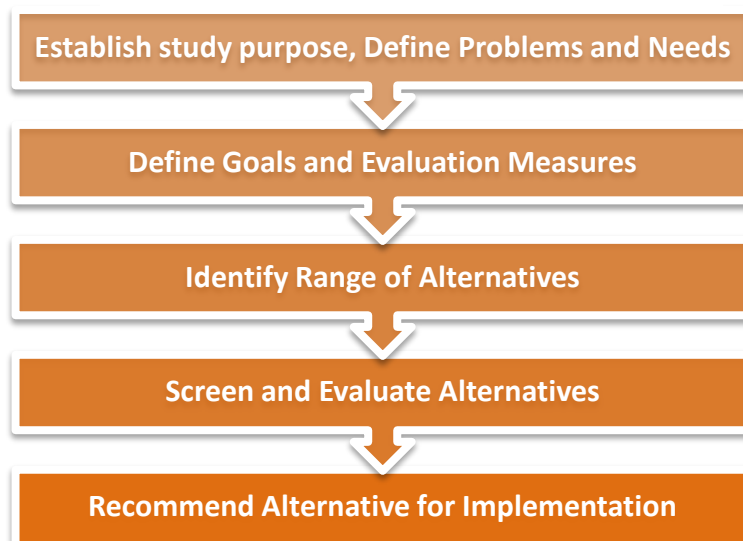 Establish study purpose, Define Problems and Needs
Define Goals and Evaluation Measures
Identify Range of Alternatives
Screen and Evaluate Alternatives
Recommend Alternative for Implementation